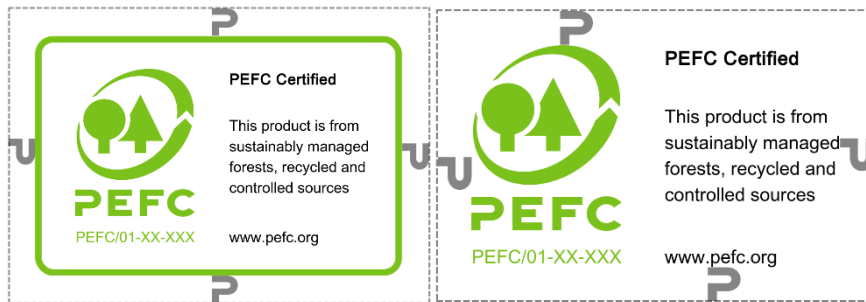 P
PEFC Certified
This product is from
sustainably managed
forests, recycled and
controlled sources
PEFC
PEFC/01-XX-XXX
www.pefc.org
P
P
P
P
PEFC Certified
This product is from
sustainably managed
forests, recycled and
controlled sources
PEFC
PEFC/01-XX-XXX
www.pefc.org
P
P
P